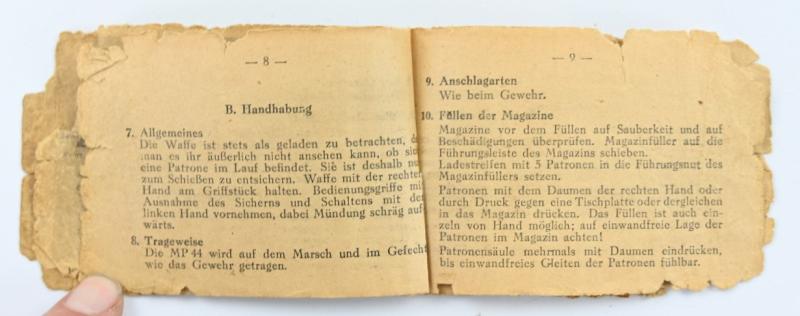 — 8 —
B. Handhabung
7. Allgemeines
Die Waffe ist stets als geladen zu betrachten,
man es ihr äußerlich nicht ansehen kann, ob sie
eine Patrone im Lauf befindet. Sie ist deshalb
zum Schießen zu entsichern. Waffe mit der rechten
Hand am Griffstück halten. Bedienungsgriffe mi
Ausnahme des Sicherns und Schaltens mit de
linken Hand vornehmen, dabei Mündung schräg auf
wärts.
8. Trageweise
Die MP 44 wird auf dem Marsch und im Gefecht
wie das Gewehr getragen.
— 9 —
9. Anschlagarten
Wie beim Gewehr.
10. Füllen der Magazine
Magazine vor dem Füllen auf Sauberkeit und auf
Beschädigungen überprüfen. Magazinfüller auf die
Führungsleiste des Magazins schieben.
Ladestreifen mit 5 Patronen in die Führungsnut des
Magazinfüllers setzen.
Patronen mit dem Daumen der rechten Hand oder
durch Druck gegen eine Tischplatte oder dergleichen
in das Magazin drücken. Das Füllen ist auch ein-
zeln von Hand möglich; auf einwandfreie Lage der
Patronen im Magazin achten!
Patronensäule mehrmals mit Daumen eindrücken,
bis einwandfreies Gleiten der Patronen fühlbar.